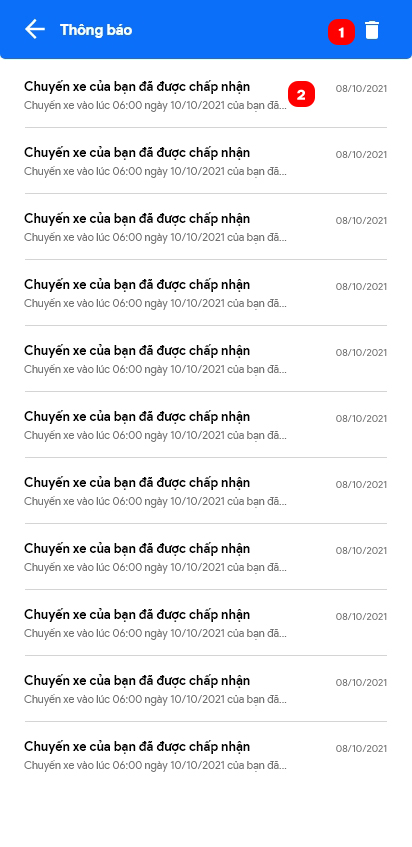 Thông báo
1
Chuyến xe của bạn đã được chấp nhận
2
08/10/2021
Chuyến xe vào lúc 06:00 ngày 10/10/2021 của bạn đã...
Chuyến xe của bạn đã được chấp nhận
08/10/2021
Chuyến xe vào lúc 06:00 ngày 10/10/2021 của bạn đã...
Chuyến xe của bạn đã được chấp nhận
08/10/2021
Chuyến xe vào lúc 06:00 ngày 10/10/2021 của bạn đã...
Chuyến xe của bạn đã được chấp nhận
08/10/2021
Chuyến xe vào lúc 06:00 ngày 10/10/2021 của bạn đã...
Chuyến xe của bạn đã được chấp nhận
08/10/2021
Chuyến xe vào lúc 06:00 ngày 10/10/2021 của bạn đã...
Chuyến xe của bạn đã được chấp nhận
08/10/2021
Chuyến xe vào lúc 06:00 ngày 10/10/2021 của bạn đã...
Chuyến xe của bạn đã được chấp nhận
08/10/2021
Chuyến xe vào lúc 06:00 ngày 10/10/2021 của bạn đã...
Chuyến xe của bạn đã được chấp nhận
08/10/2021
Chuyến xe vào lúc 06:00 ngày 10/10/2021 của bạn đã...
Chuyến xe của bạn đã được chấp nhận
08/10/2021
Chuyến xe vào lúc 06:00 ngày 10/10/2021 của bạn đã...
Chuyến xe của bạn đã được chấp nhận
08/10/2021
Chuyến xe vào lúc 06:00 ngày 10/10/2021 của bạn đã...
Chuyến xe của bạn đã được chấp nhận
08/10/2021
Chuyến xe vào lúc 06:00 ngày 10/10/2021 của bạn đã...